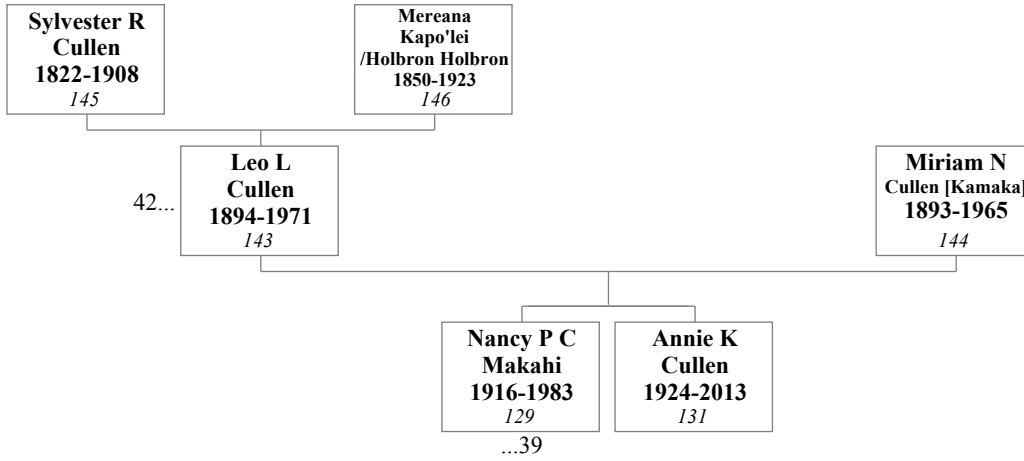 Sylvester R
Cullen
1822-1908
145
Mereana
Kapo'lei
/Holbron Holbron
1850-1923
146
42...
Leo L
Cullen
1894-1971
143
Miriam N
Cullen [Kamaka]
1893-1965
144
Nancy P C
Makahi
1916-1983
129
...39
Annie K
Cullen
1924-2013
131